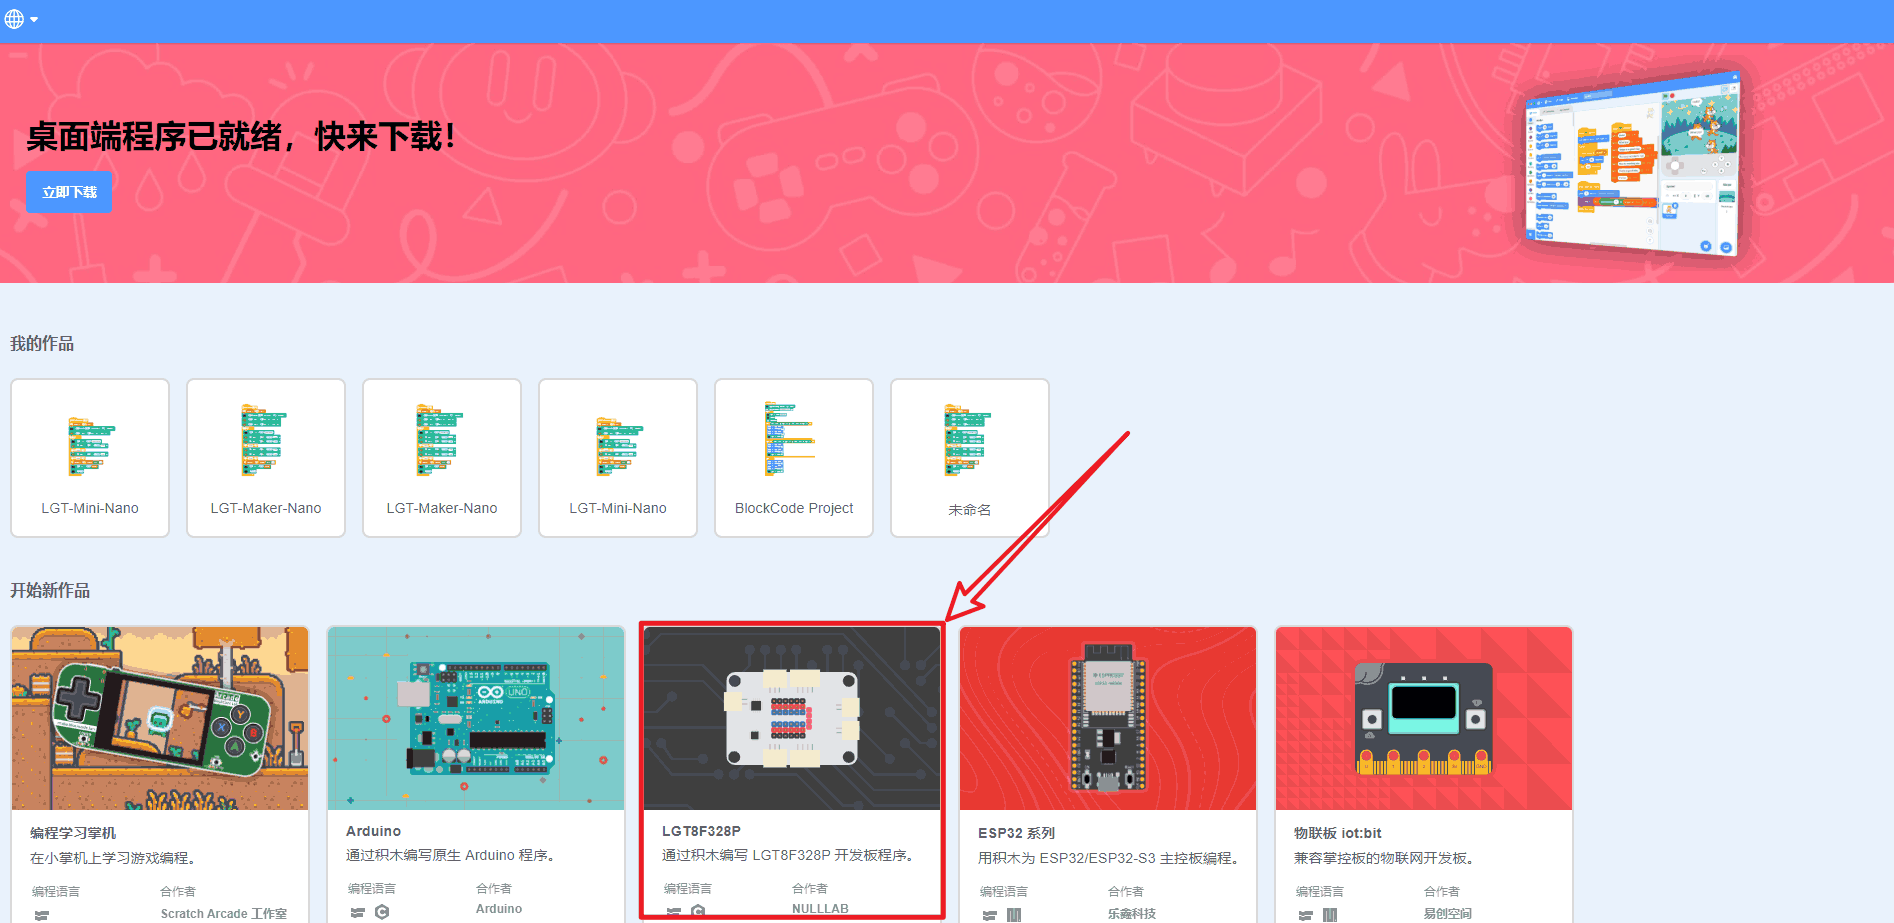 桌面端程序已就绪，快来下载！
立即下载
我的作品
LGT-Mini-Nano
LGT-Maker-Nano
LGT-Maker-Nano
LGT-Mini-Nano
BlockCode Project
未命名
开始新作品
编程学习掌机
在小掌机上学习游戏编程。
编程语言
合作者
Scratch Arcade 工作室
Arduino
通过积木编写原生 Arduino 程序。
编程语言
合作者
Arduino
LGT8F328P
通过积木编写 LGT8F328P 开发板程序。
编程语言
合作者
NULLLAB
ESP32 系列
用积木为 ESP32/ESP32-S3 主控板编程。
编程语言
合作者
乐鑫科技
物联板 iot:bit
兼容掌控板的物联网开发板。
编程语言
合作者
易创空间